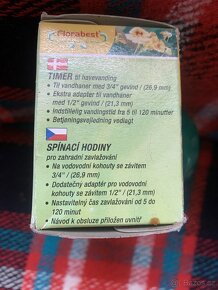 Florabest
TIMER til havevanding
• Til vandhaner med 3/4" gevind / (26,9 mm)
• Ekstra adapter til vandhaner
med 1/2" gevind / (21,3 mm)
• Indstillelig vandingstid fra 5 til 120 minutter
• Betjeningsvejledning vedlagt
SPÍNACÍ HODINY
pro zahradní zavlažování
• Na vodovodní kohouty se závitem
3/4" / (26,9 mm)
• Dodatečný adaptér pro vodovodní
kohouty se závitem 1/2" / (21,3 mm)
• Nastavitelný čas zavlažování od 5 do
120 minut
• Návod k obsluze přiložen uvnitř